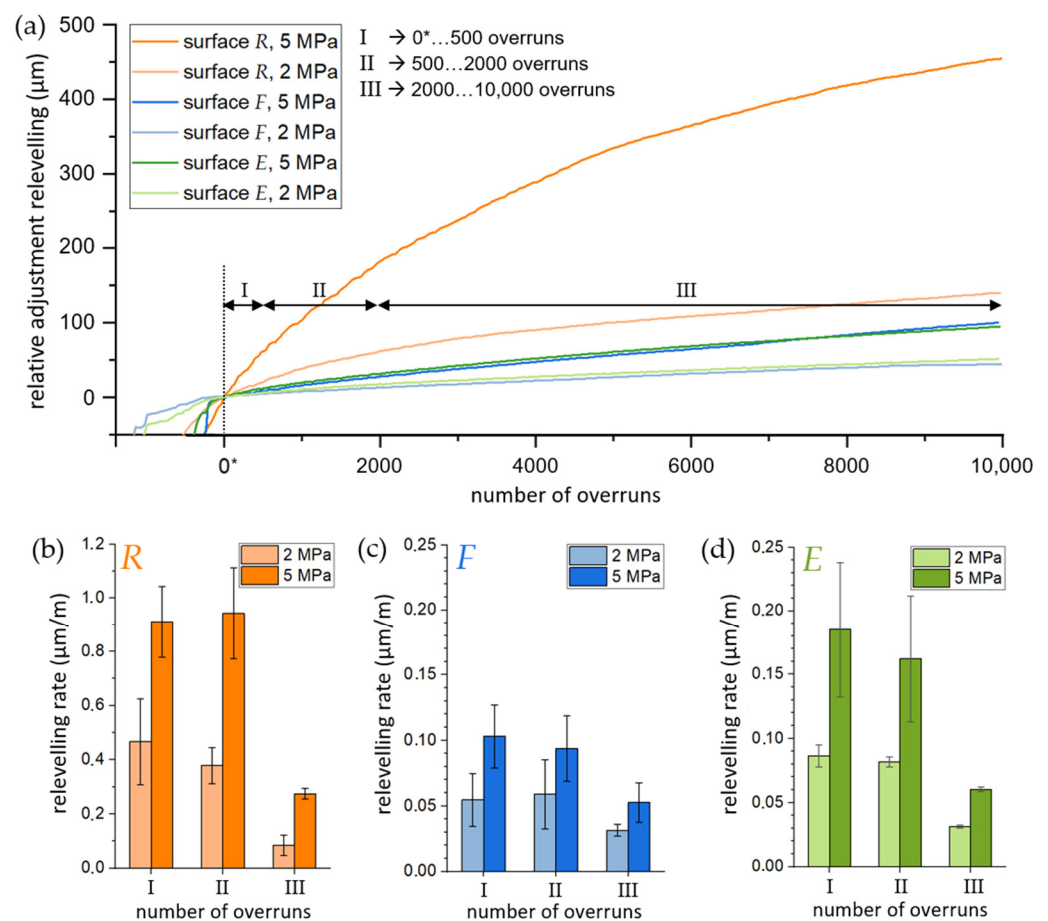 (a)
relative adjustment relevelling (µm)
500
400
300
200
100
0
surface R, 5 MPa
surface R, 2 MPa
surface F, 5 MPa
surface F, 2 MPa
surface E, 5 MPa
surface E, 2 MPa
I → 0*...500 overruns
II → 500...2000 overruns
III → 2000...10,000 overruns
I II III
0* 2000 4000 6000 8000 10,000
number of overruns
(b)
R
2 MPa
5 MPa
relevelling rate (µm/m)
1.2
1.0
0.8
0.6
0.4
0.2
0.0
I II III
number of overruns
(c)
F
2 MPa
5 MPa
relevelling rate (µm/m)
0.25
0.20
0.15
0.10
0.05
0.00
I II III
number of overruns
(d)
E
2 MPa
5 MPa
relevelling rate (µm/m)
0.25
0.20
0.15
0.10
0.05
0.00
I II III
number of overruns